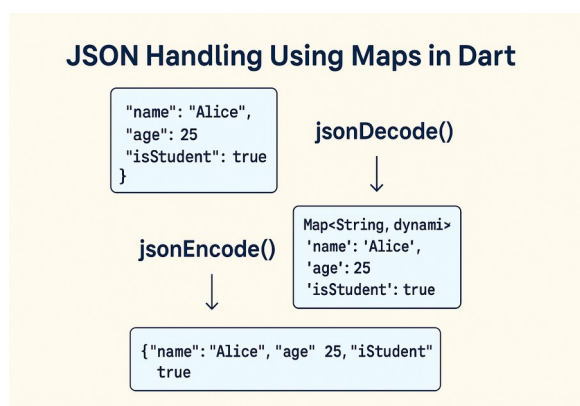 JSON Handling Using Maps in Dart
"name": "Alice",
"age": 25
"isStudent": true
}
jsonDecode()
Map<String, dynami>
'name': 'Alice',
'age': 25
'isStudent': true
jsonEncode()
{"name": "Alice", "age" 25, "iStudent"
true